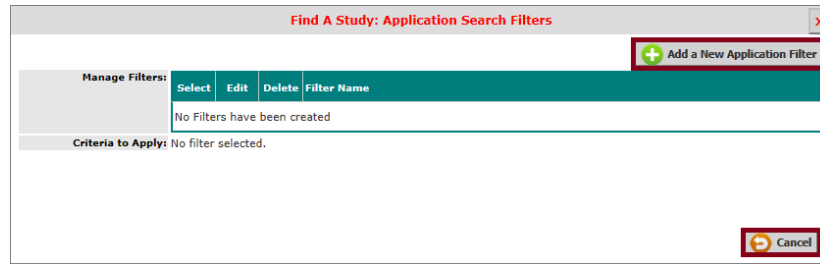 Find A Study: Application Search Filters
x
Add a New Application Filter
Manage Filters:
Select Edit Delete Filter Name
No Filters have been created
Criteria to Apply: No filter selected.
Cancel